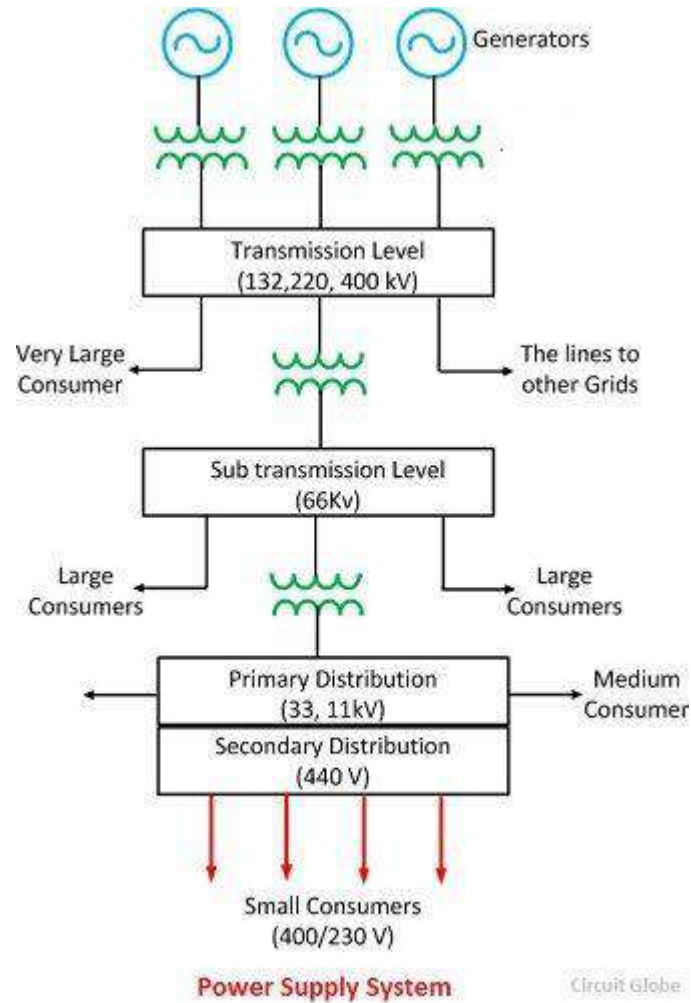 Generators
Transmission Level
(132,220, 400 kV)
Very Large
Consumer
The lines to
other Grids
Sub transmission Level
(66Kv)
Large
Consumers
Large
Consumers
Primary Distribution
(33, 11kV)
Medium
Consumer
Secondary Distribution
(440 V)
Small Consumers
(400/230 V)
Power Supply System
Circuit Globe